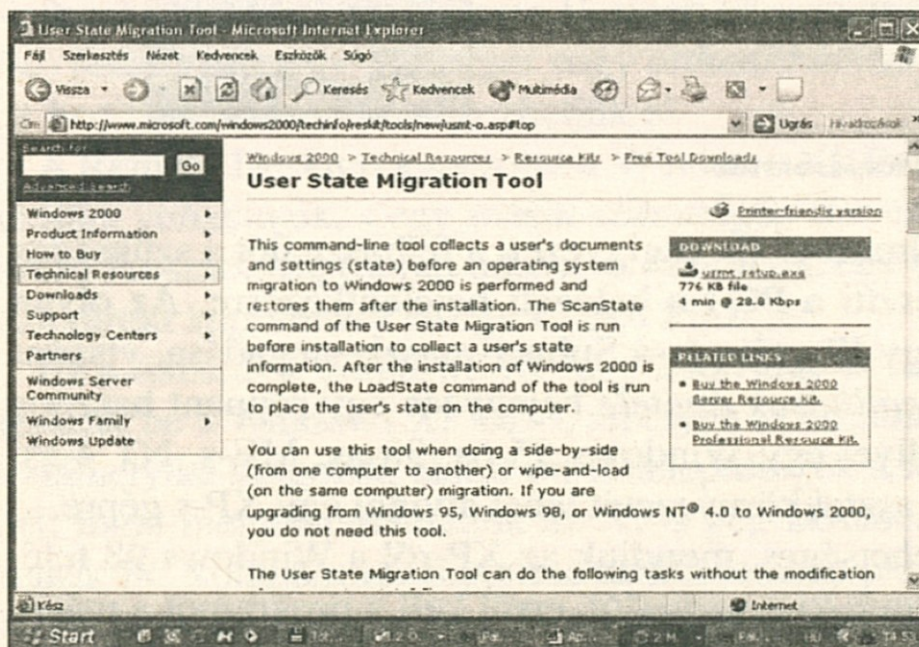 User State Migration Tool - Microsoft Internet Explorer
Fájl Szerkesztés Nézet Kedvencek Eszközök Súgó
Vissza Keresés Kedvencek Multimédia
Cím http://www.microsoft.com/windows2000/techinfo/reskit/tools/new/usmt-o.asp#top Ugrás Hivatkozások
Search for
Go
Advanced Search
Windows 2000
Product Information
How to Buy
Technical Resources
Downloads
Support
Technology Centers
Partners
Windows Server
Community
Windows Family
Windows Update
Windows 2000 > Technical Resources > Resource Kits > Free Tool Downloads
User State Migration Tool
Printer-friendly version
This command-line tool collects a user's documents
and settings (state) before an operating system
migration to Windows 2000 is performed and
restores them after the installation. The ScanState
command of the User State Migration Tool is run
before installation to collect a user's state
information. After the installation of Windows 2000 is
complete, the LoadState command of the tool is run
to place the user's state on the computer.
DOWNLOAD
usmt_setup.exe
776 KB file
4 min @ 28.8 Kbps
RELATED LINKS
Buy the Windows 2000
Server Resource Kit.
Buy the Windows 2000
Professional Resource Kit.
You can use this tool when doing a side-by-side
(from one computer to another) or wipe-and-load
(on the same computer) migration. If you are
upgrading from Windows 95, Windows 98, or Windows NT® 4.0 to Windows 2000,
you do not need this tool.
The User State Migration Tool can do the following tasks without the modification
Kész Internet
Start